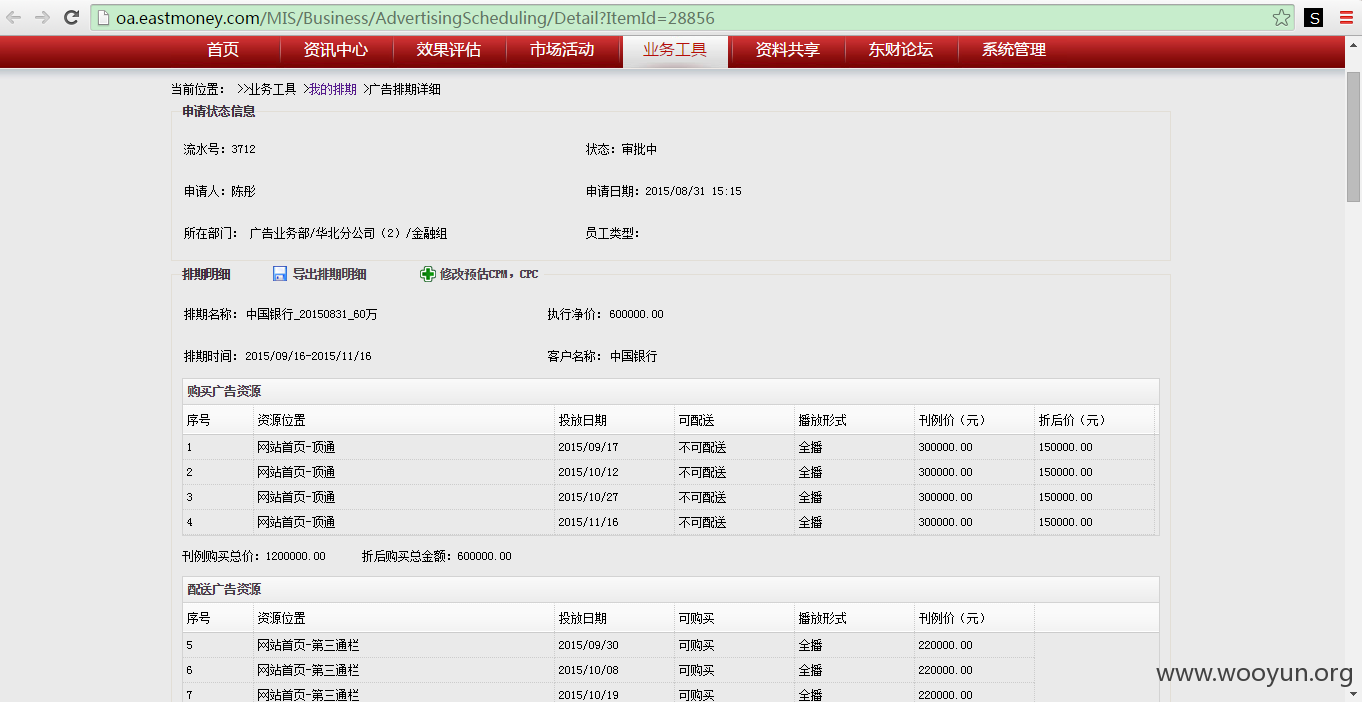 oa.eastmoney.com/MIS/Business/AdvertisingScheduling/Detail?ItemId=28856
S
首页 资讯中心 效果评估 市场活动 业务工具 资料共享 东财论坛 系统管理
当前位置： >>业务工具 >我的排期 >广告排期详细
申请状态信息
流水号：3712 状态：审批中
申请人：陈彤 申请日期：2015/08/31 15:15
所在部门： 广告业务部/华北分公司（2）/金融组 员工类型：
排期明细 导出排期明细 修改预估CPM，CPC
排期名称：中国银行_20150831_60万 执行净价：600000.00
排期时间：2015/09/16-2015/11/16 客户名称：中国银行
购买广告资源
序号 资源位置 投放日期 可配送 播放形式 刊例价（元） 折后价（元）
1 网站首页-顶通 2015/09/17 不可配送 全播 300000.00 150000.00
2 网站首页-顶通 2015/10/12 不可配送 全播 300000.00 150000.00
3 网站首页-顶通 2015/10/27 不可配送 全播 300000.00 150000.00
4 网站首页-顶通 2015/11/16 不可配送 全播 300000.00 150000.00
刊例购买总价：1200000.00 折后购买总金额：600000.00
配送广告资源
序号 资源位置 投放日期 可购买 播放形式 刊例价（元）
5 网站首页-第三通栏 2015/09/30 可购买 全播 220000.00
6 网站首页-第三通栏 2015/10/08 可购买 全播 220000.00
7 网站首页-第三通栏 2015/10/19 可购买 全播 220000.00
www.wooyun.org